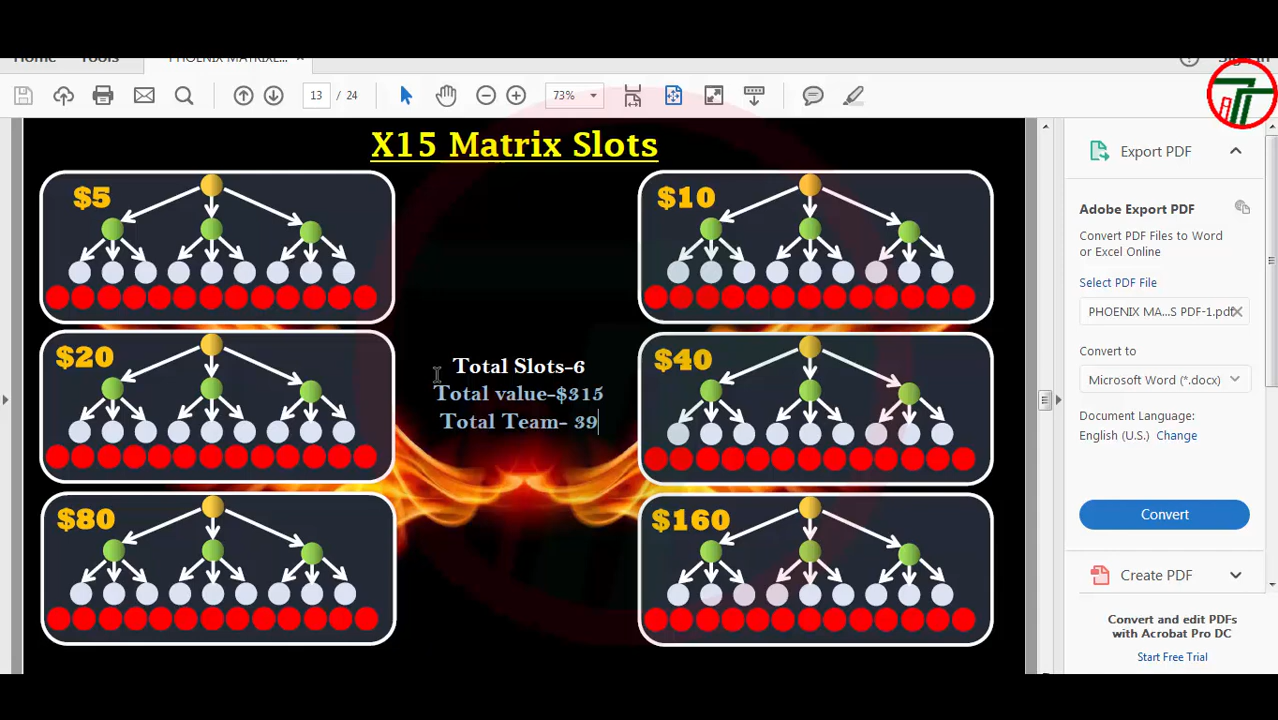 Home Tools PHOENIX MATRIXE... × Sign In
13 / 24 73%
X15 Matrix Slots
$5
$10
$20
$40
$80
$160
Total Slots-6
Total value-$315
Total Team- 39
Export PDF
Adobe Export PDF
Convert PDF Files to Word
or Excel Online
Select PDF File
PHOENIX MA...S PDF-1.pdf
Convert to
Microsoft Word (*.docx)
Document Language:
English (U.S.) Change
Convert
Create PDF
Convert and edit PDFs
with Acrobat Pro DC
Start Free Trial